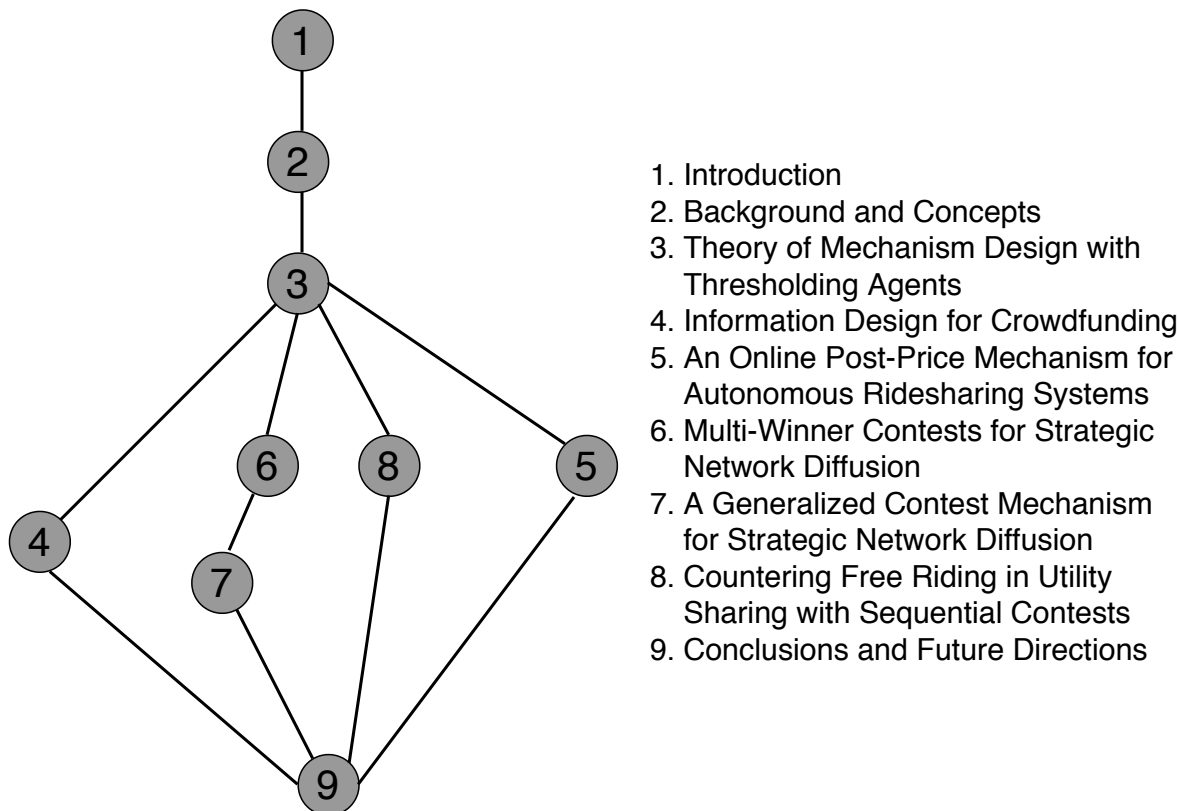 1
2
3
6
8
5
4
7
9
1. Introduction
2. Background and Concepts
3. Theory of Mechanism Design with
Thresholding Agents
4. Information Design for Crowdfunding
5. An Online Post-Price Mechanism for
Autonomous Ridesharing Systems
6. Multi-Winner Contests for Strategic
Network Diffusion
7. A Generalized Contest Mechanism
for Strategic Network Diffusion
8. Countering Free Riding in Utility
Sharing with Sequential Contests
9. Conclusions and Future Directions